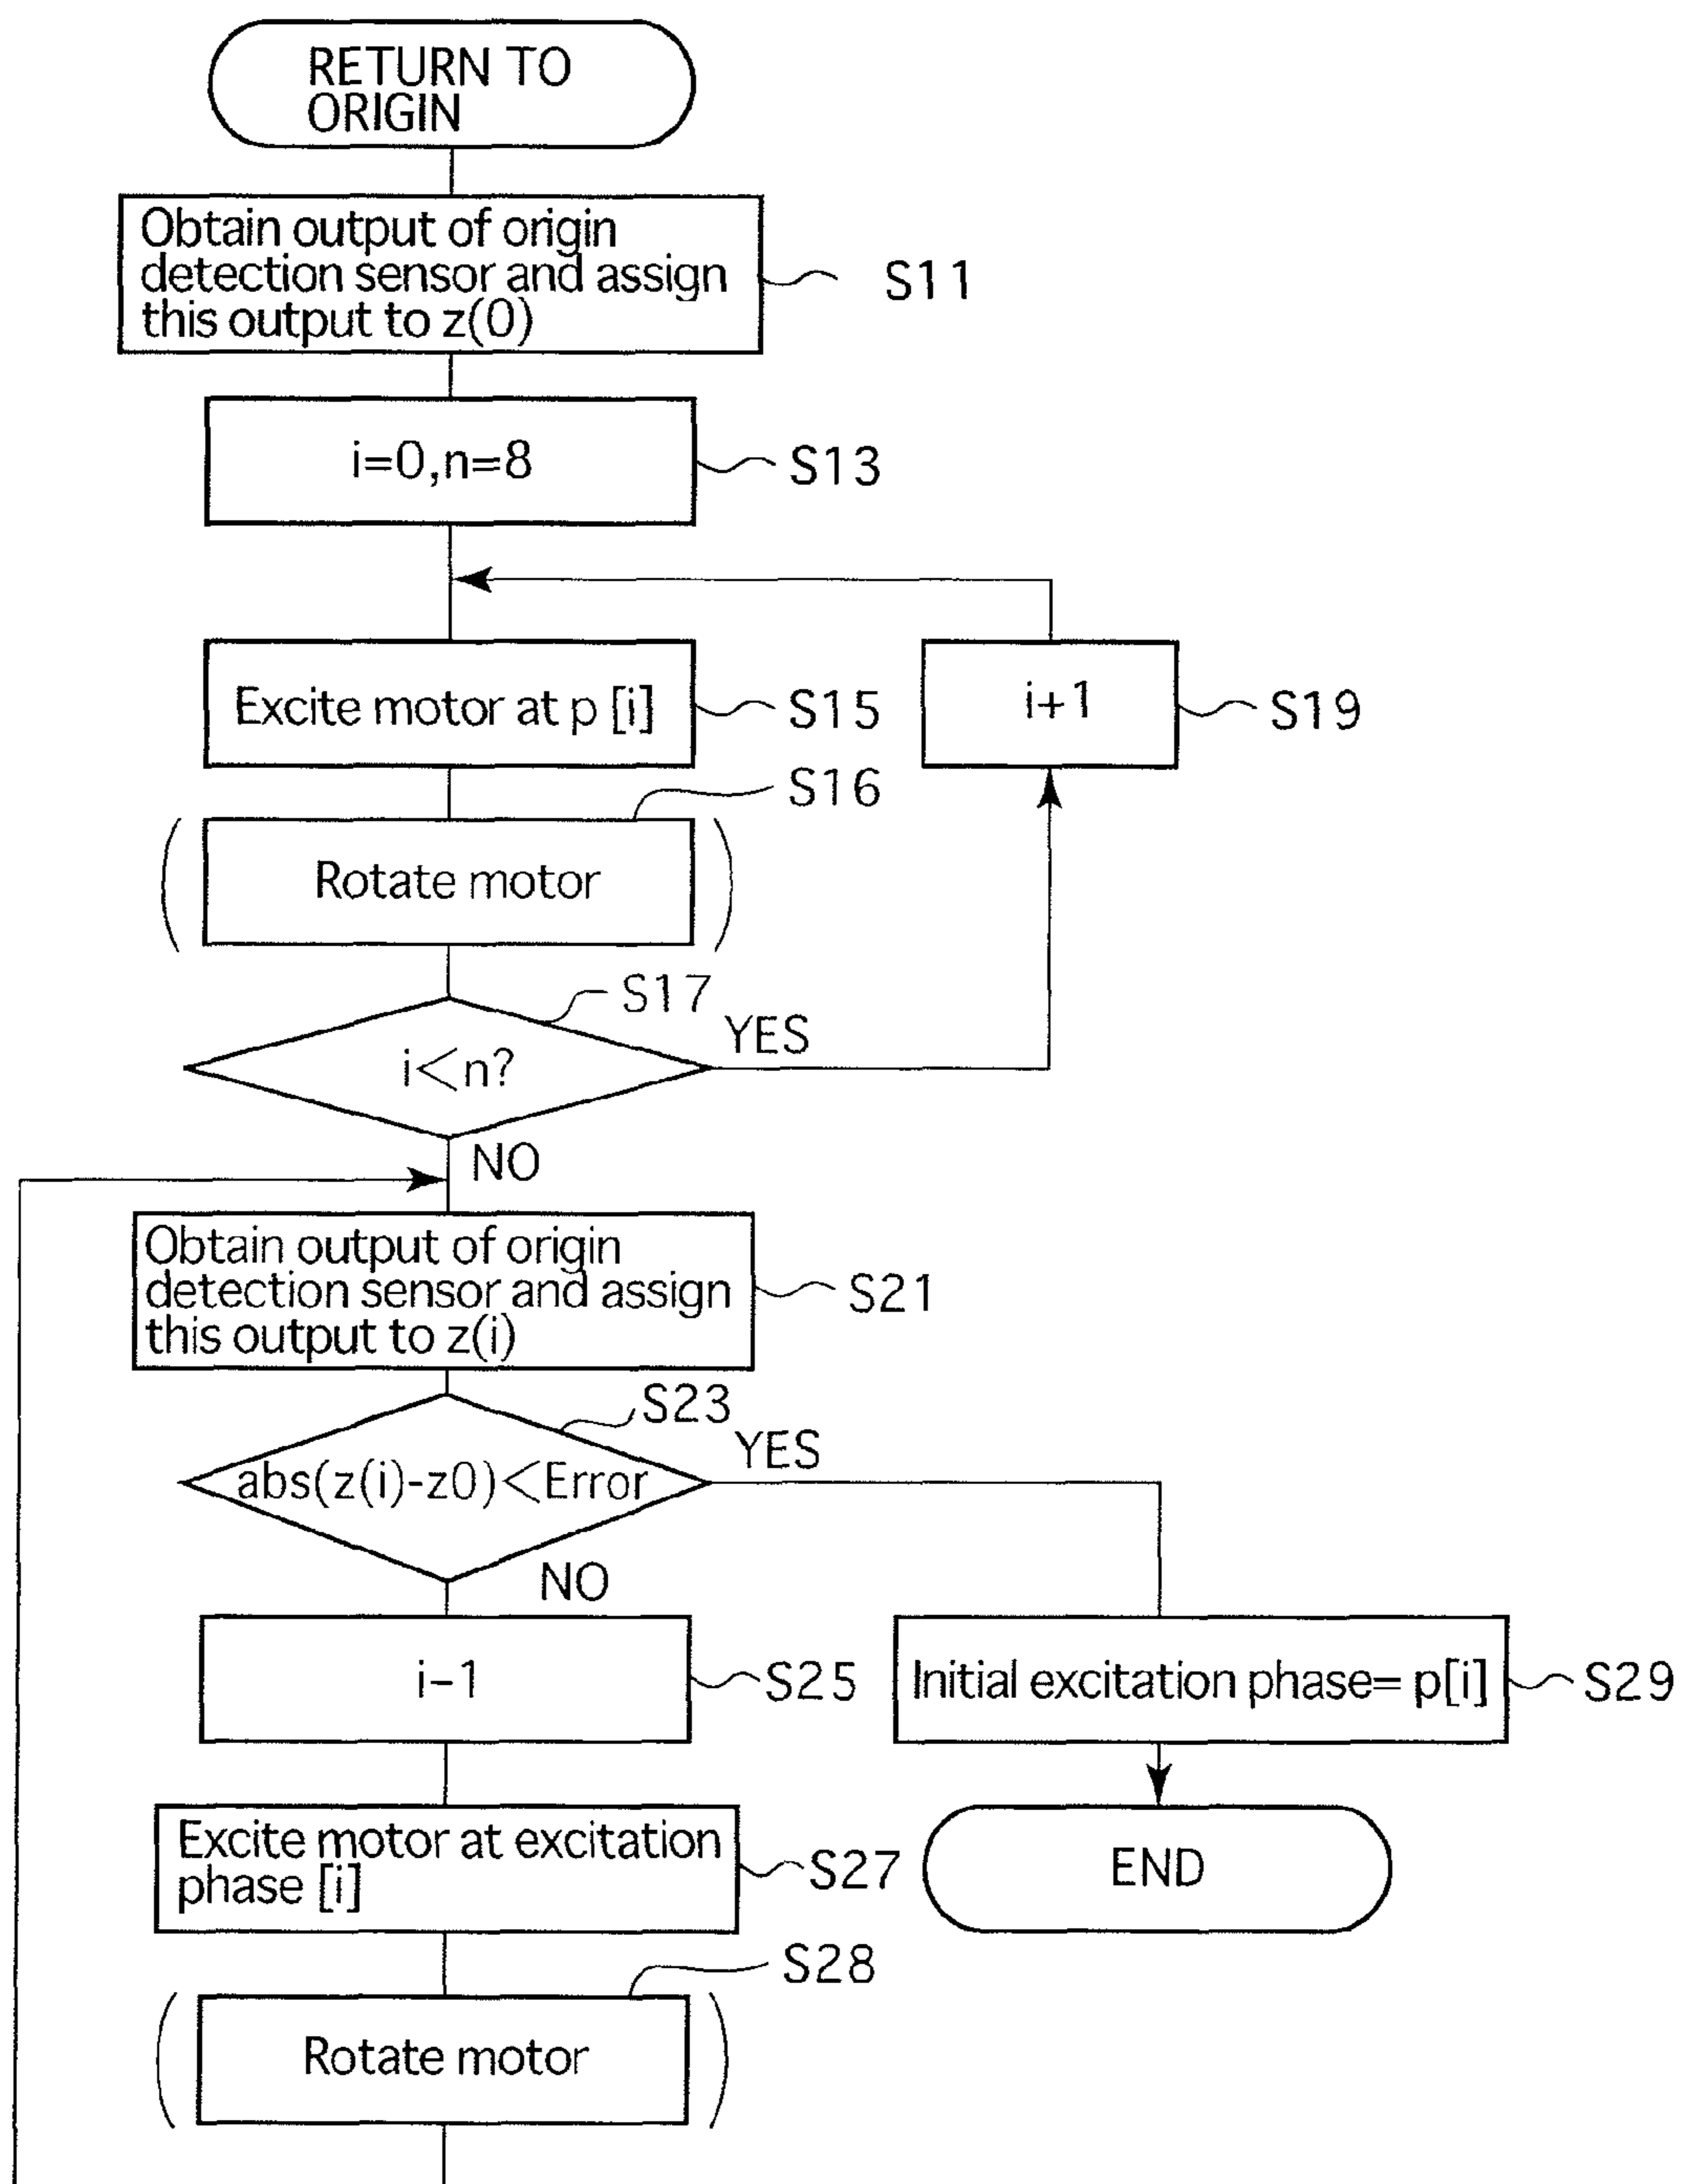 RETURN TO
ORIGIN
Obtain output of origin
detection sensor and assign
this output to z(0)
S11
i=0,n=8
S13
Excite motor at p [i]
S15
i+1
S19
S16
Rotate motor
S17
i<n?
YES
NO
Obtain output of origin
detection sensor and assign
this output to z(i)
S21
S23
abs(z(i)-z0)<Error
YES
NO
i-1
S25
Initial excitation phase= p[i]
S29
Excite motor at excitation
phase [i]
S27
END
S28
Rotate motor